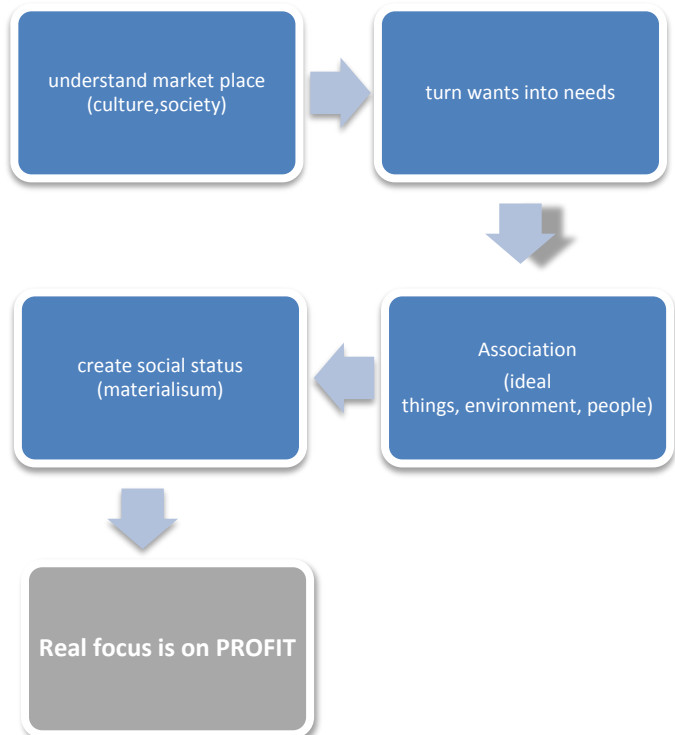 understand market place
(culture,society)
turn wants into needs
Association
(ideal
things, environment, people)
create social status
(materialisum)
Real focus is on PROFIT